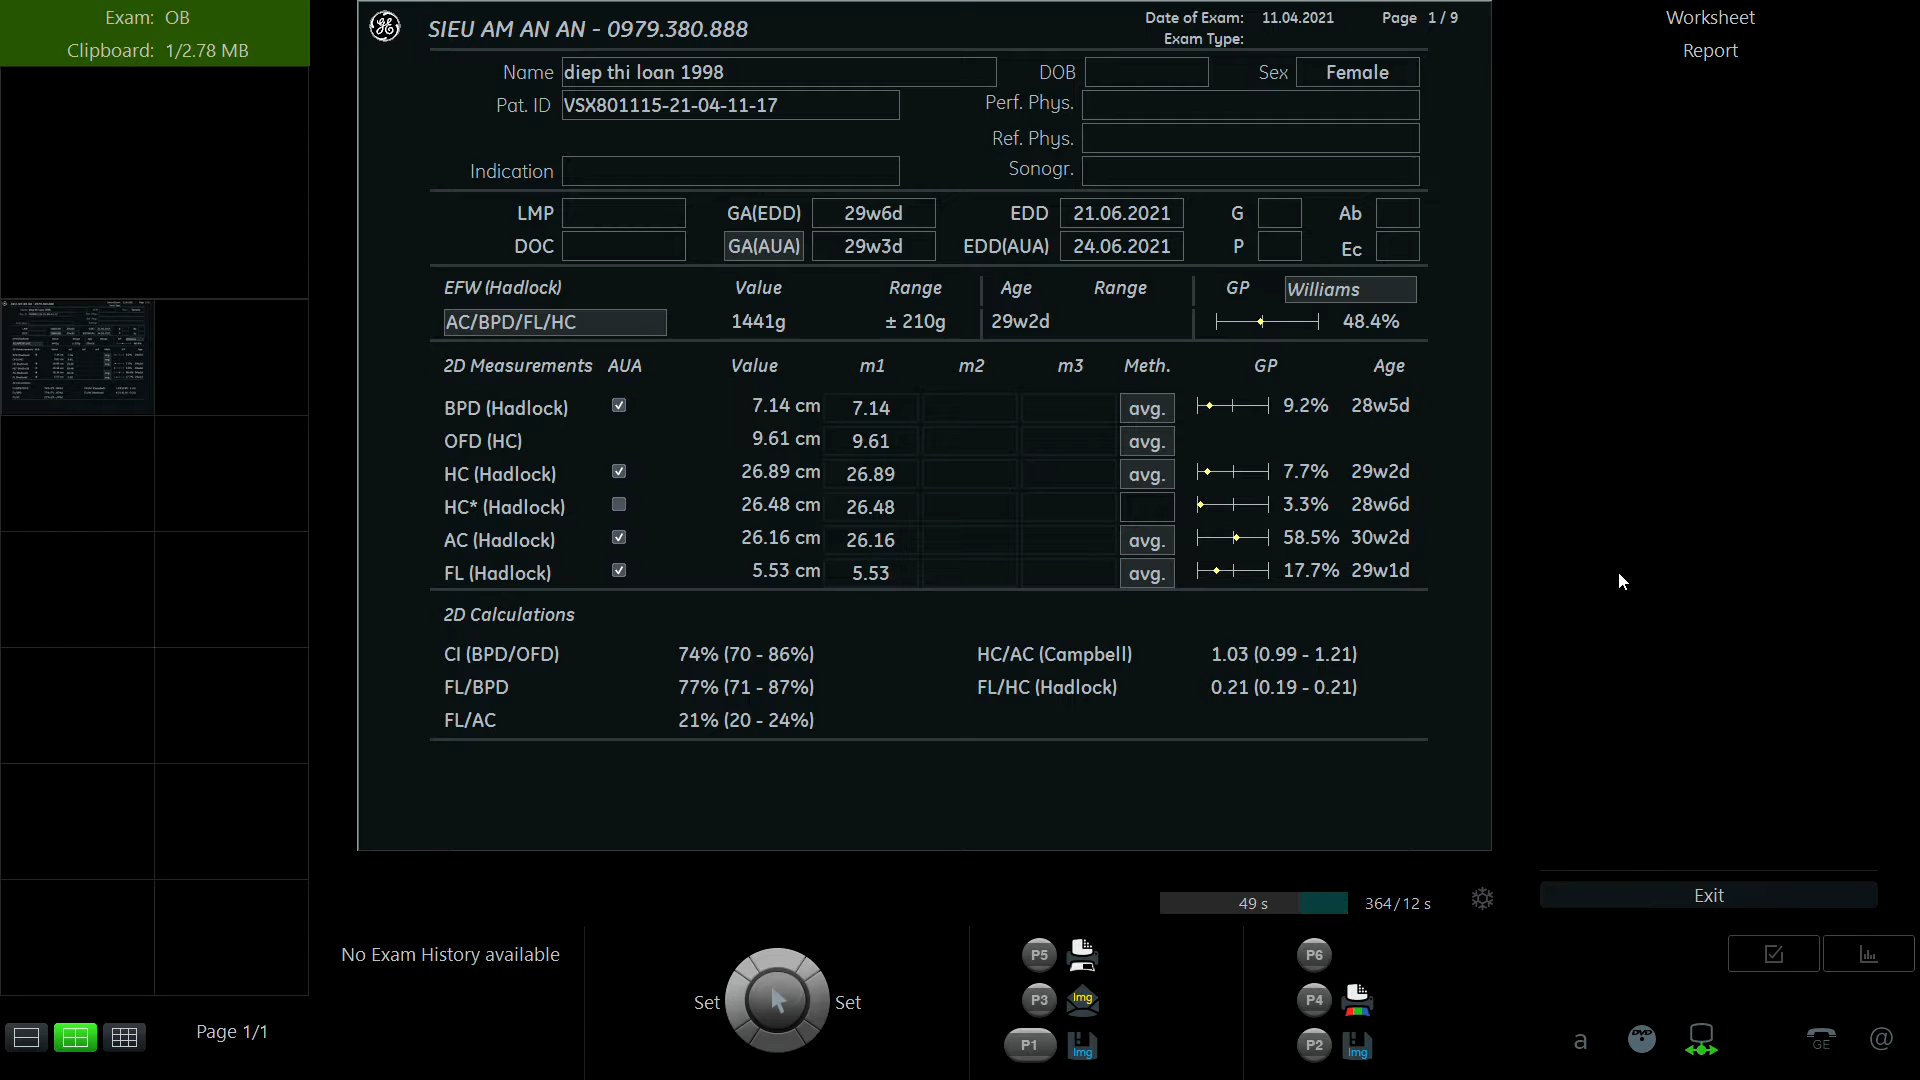 Exam: OB
Clipboard: 1/2.78 MB
SIEU AM AN AN - 0979.380.888
Date of Exam: 11.04.2021 Page 1 / 9
Exam Type:
Name diep thi loan 1998 DOB Sex Female
Pat. ID VSX801115-21-04-11-17 Perf. Phys.
Ref. Phys.
Indication Sonogr.
LMP GA(EDD) 29w6d EDD 21.06.2021 G Ab
DOC GA(AUA) 29w3d EDD(AUA) 24.06.2021 P Ec
EFW (Hadlock) Value Range Age Range GP Williams
AC/BPD/FL/HC 1441g ± 210g 29w2d 48.4%
2D Measurements AUA Value m1 m2 m3 Meth. GP Age
BPD (Hadlock) 7.14 cm 7.14 avg. 9.2% 28w5d
OFD (HC) 9.61 cm 9.61 avg.
HC (Hadlock) 26.89 cm 26.89 avg. 7.7% 29w2d
HC* (Hadlock) 26.48 cm 26.48 3.3% 28w6d
AC (Hadlock) 26.16 cm 26.16 avg. 58.5% 30w2d
FL (Hadlock) 5.53 cm 5.53 avg. 17.7% 29w1d
2D Calculations
CI (BPD/OFD) 74% (70 - 86%) HC/AC (Campbell) 1.03 (0.99 - 1.21)
FL/BPD 77% (71 - 87%) FL/HC (Hadlock) 0.21 (0.19 - 0.21)
FL/AC 21% (20 - 24%)
Worksheet
Report
49 s 364/12 s
Exit
No Exam History available
Set Set
P5 P6
P3 Img P4
P1 Img P2 Img
Page 1/1
a DVD GE @